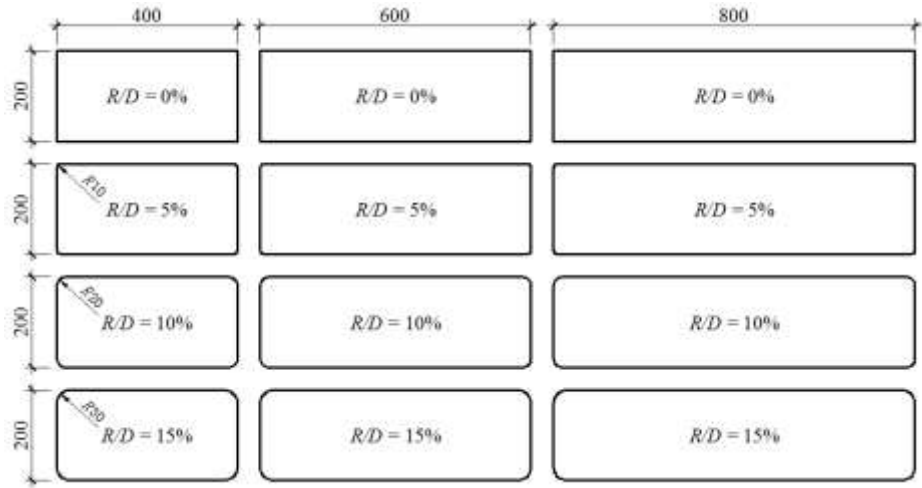 400 600 800
200
R/D = 0% R/D = 0% R/D = 0%
200
R10
R/D = 5% R/D = 5% R/D = 5%
200
R20
R/D = 10% R/D = 10% R/D = 10%
200
R30
R/D = 15% R/D = 15% R/D = 15%